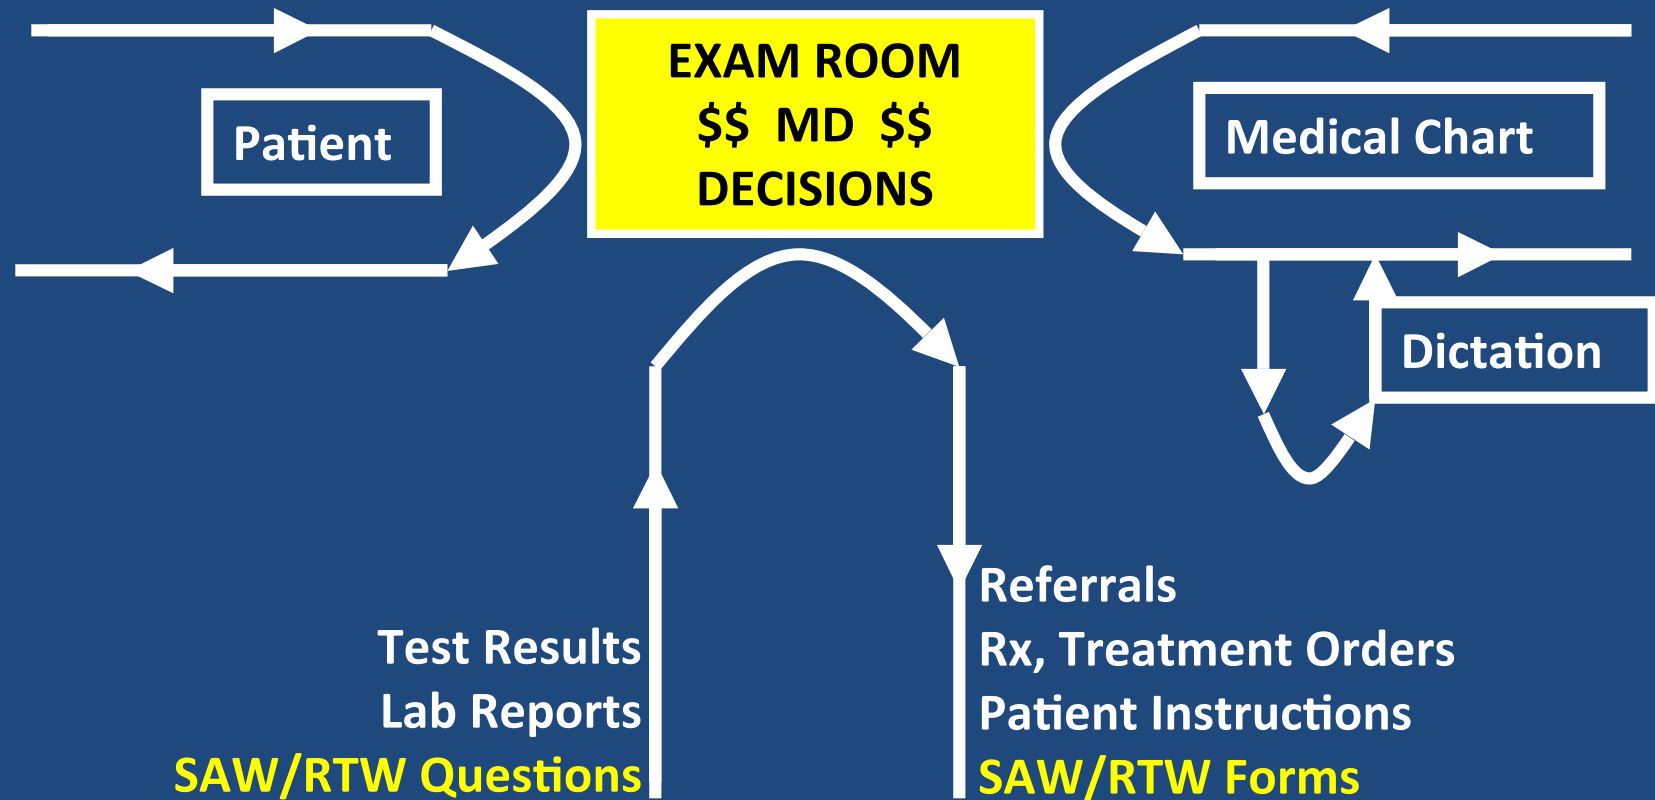 EXAM ROOM
$$ MD $$
DECISIONS
Patient
Medical Chart
Dictation
Test Results
Lab Reports
SAW/RTW Questions
Referrals
Rx, Treatment Orders
Patient Instructions
SAW/RTW Forms